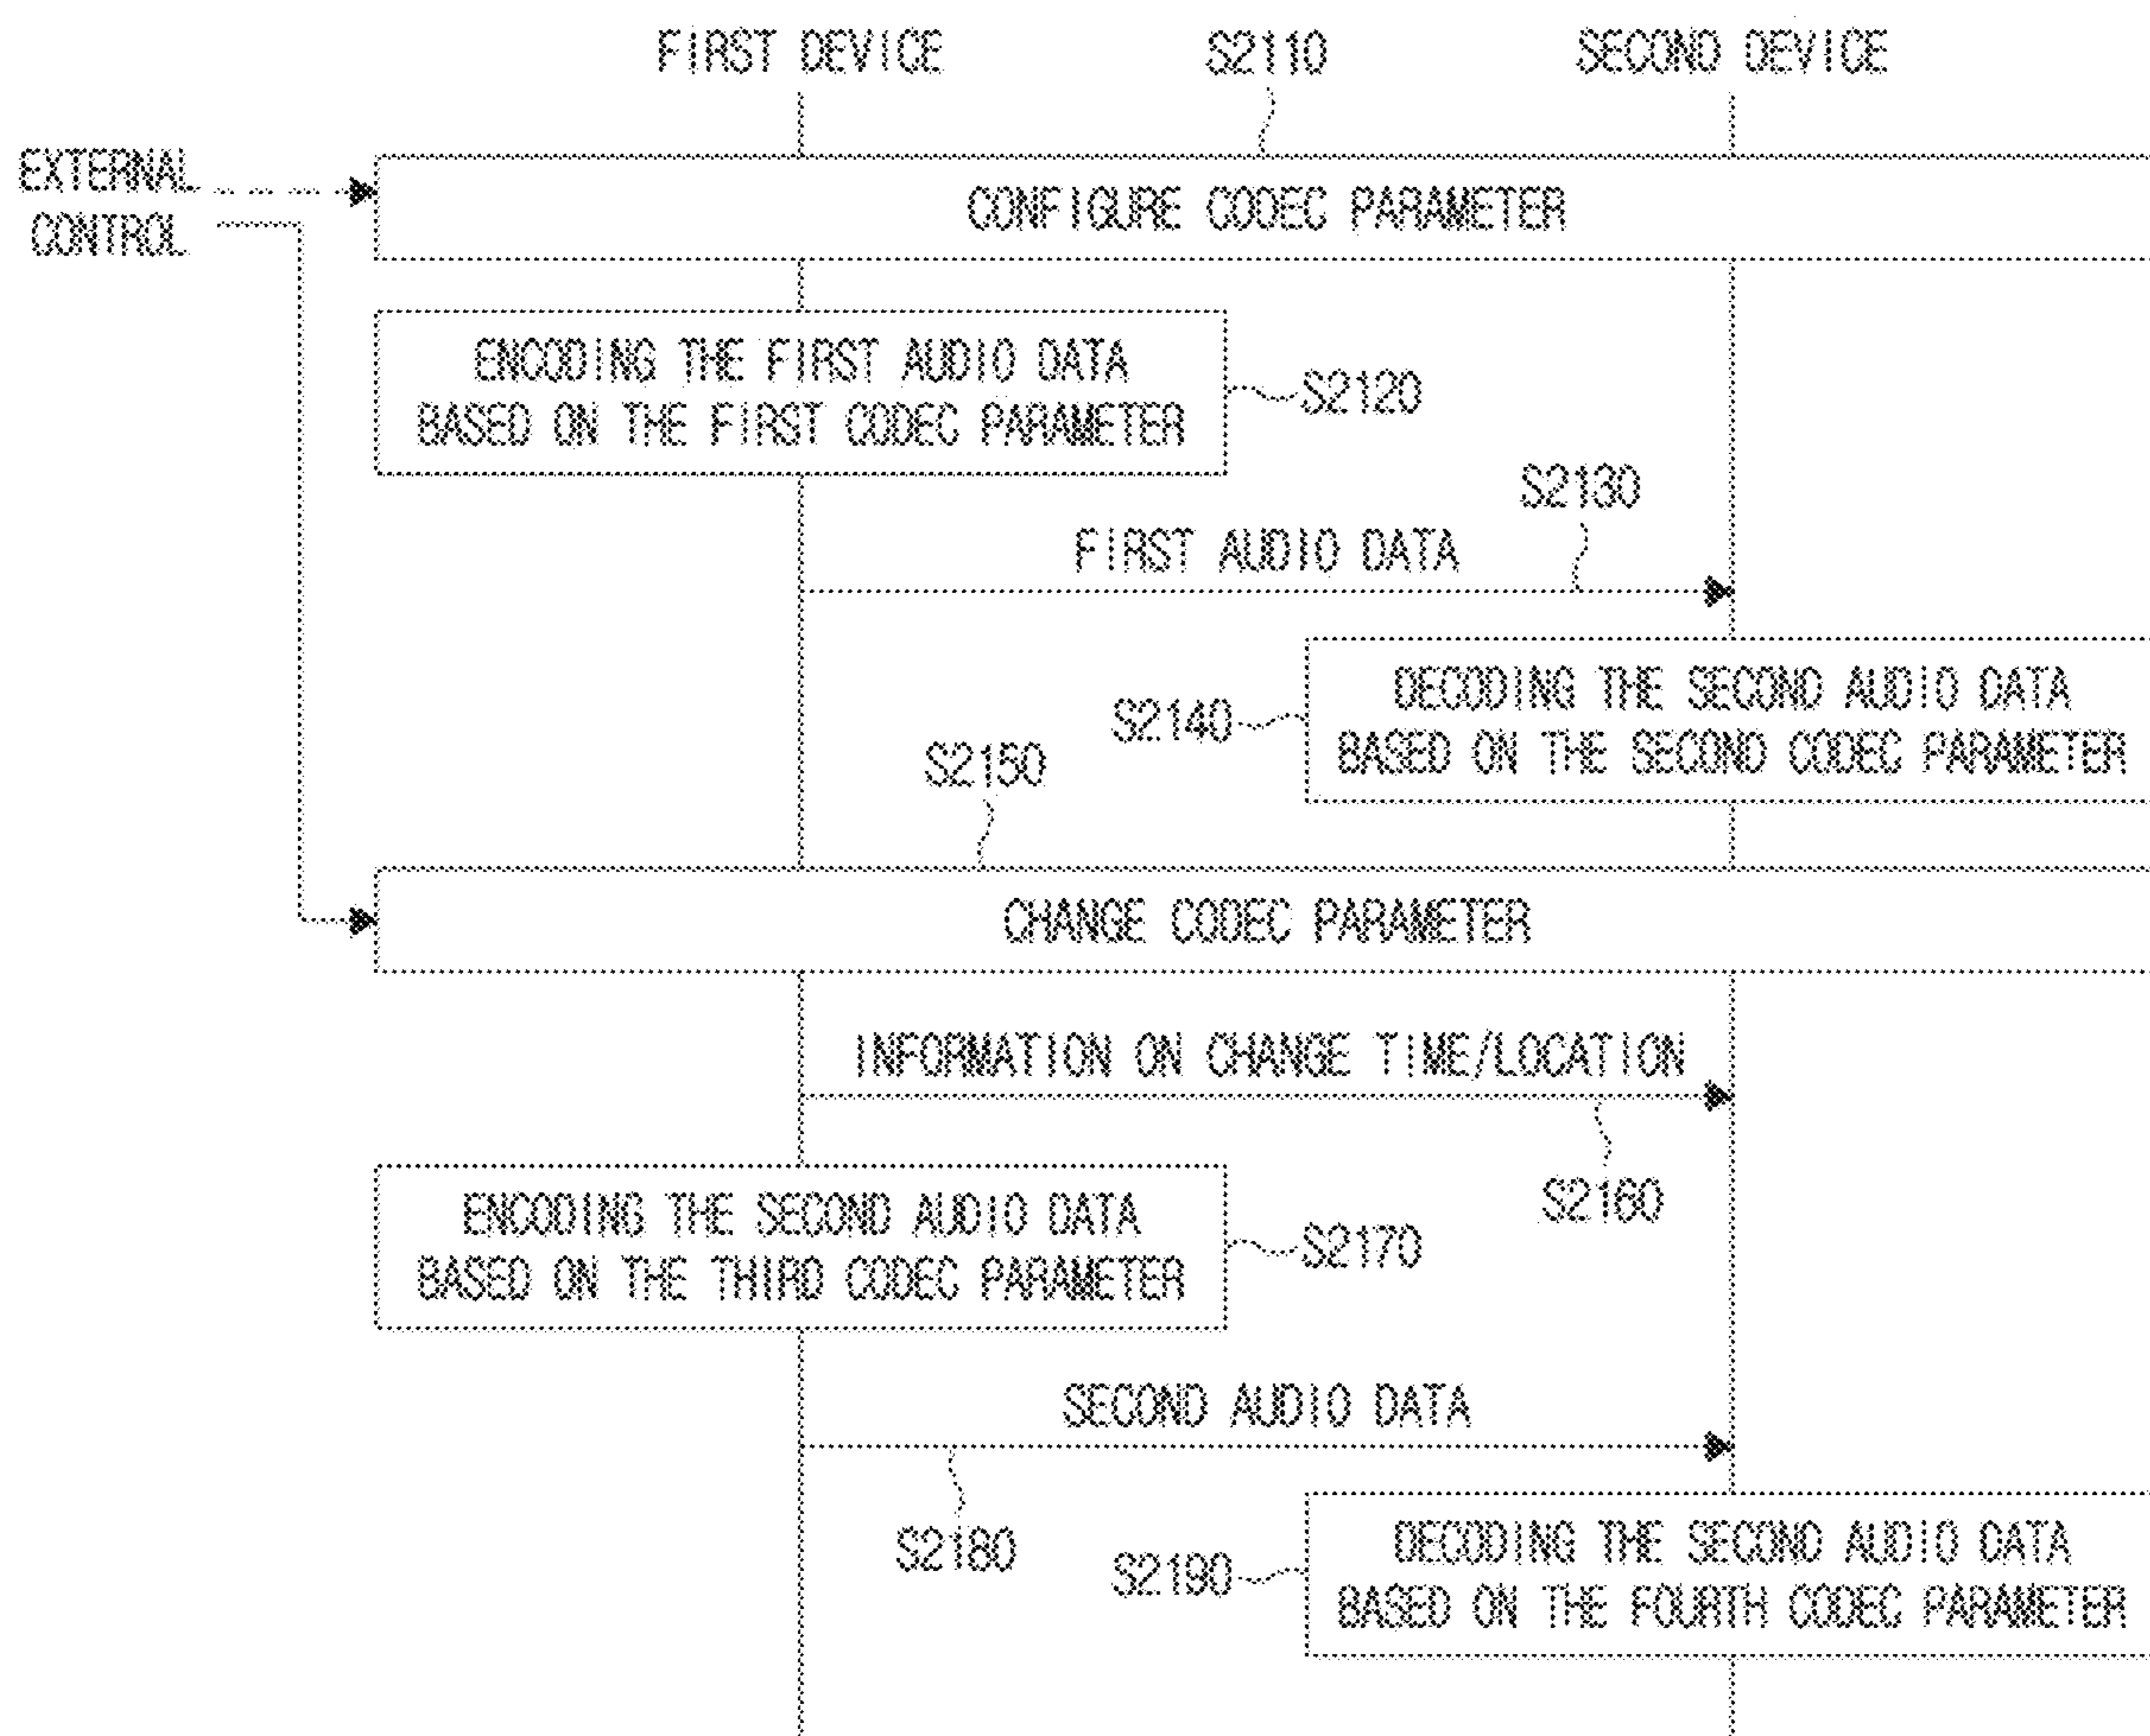 FIRST DEVICE
S2110
SECOND DEVICE
EXTERNAL
CONTROL
CONFIGURE CODEC PARAMETER
ENCODING THE FIRST AUDIO DATA
BASED ON THE FIRST CODEC PARAMETER
S2120
S2130
FIRST AUDIO DATA
DECODING THE SECOND AUDIO DATA
BASED ON THE SECOND CODEC PARAMETER
S2140
S2150
CHANGE CODEC PARAMETER
INFORMATION ON CHANGE TIME/LOCATION
S2160
ENCODING THE SECOND AUDIO DATA
BASED ON THE THIRD CODEC PARAMETER
S2170
SECOND AUDIO DATA
S2180
S2190
DECODING THE SECOND AUDIO DATA
BASED ON THE FOURTH CODEC PARAMETER